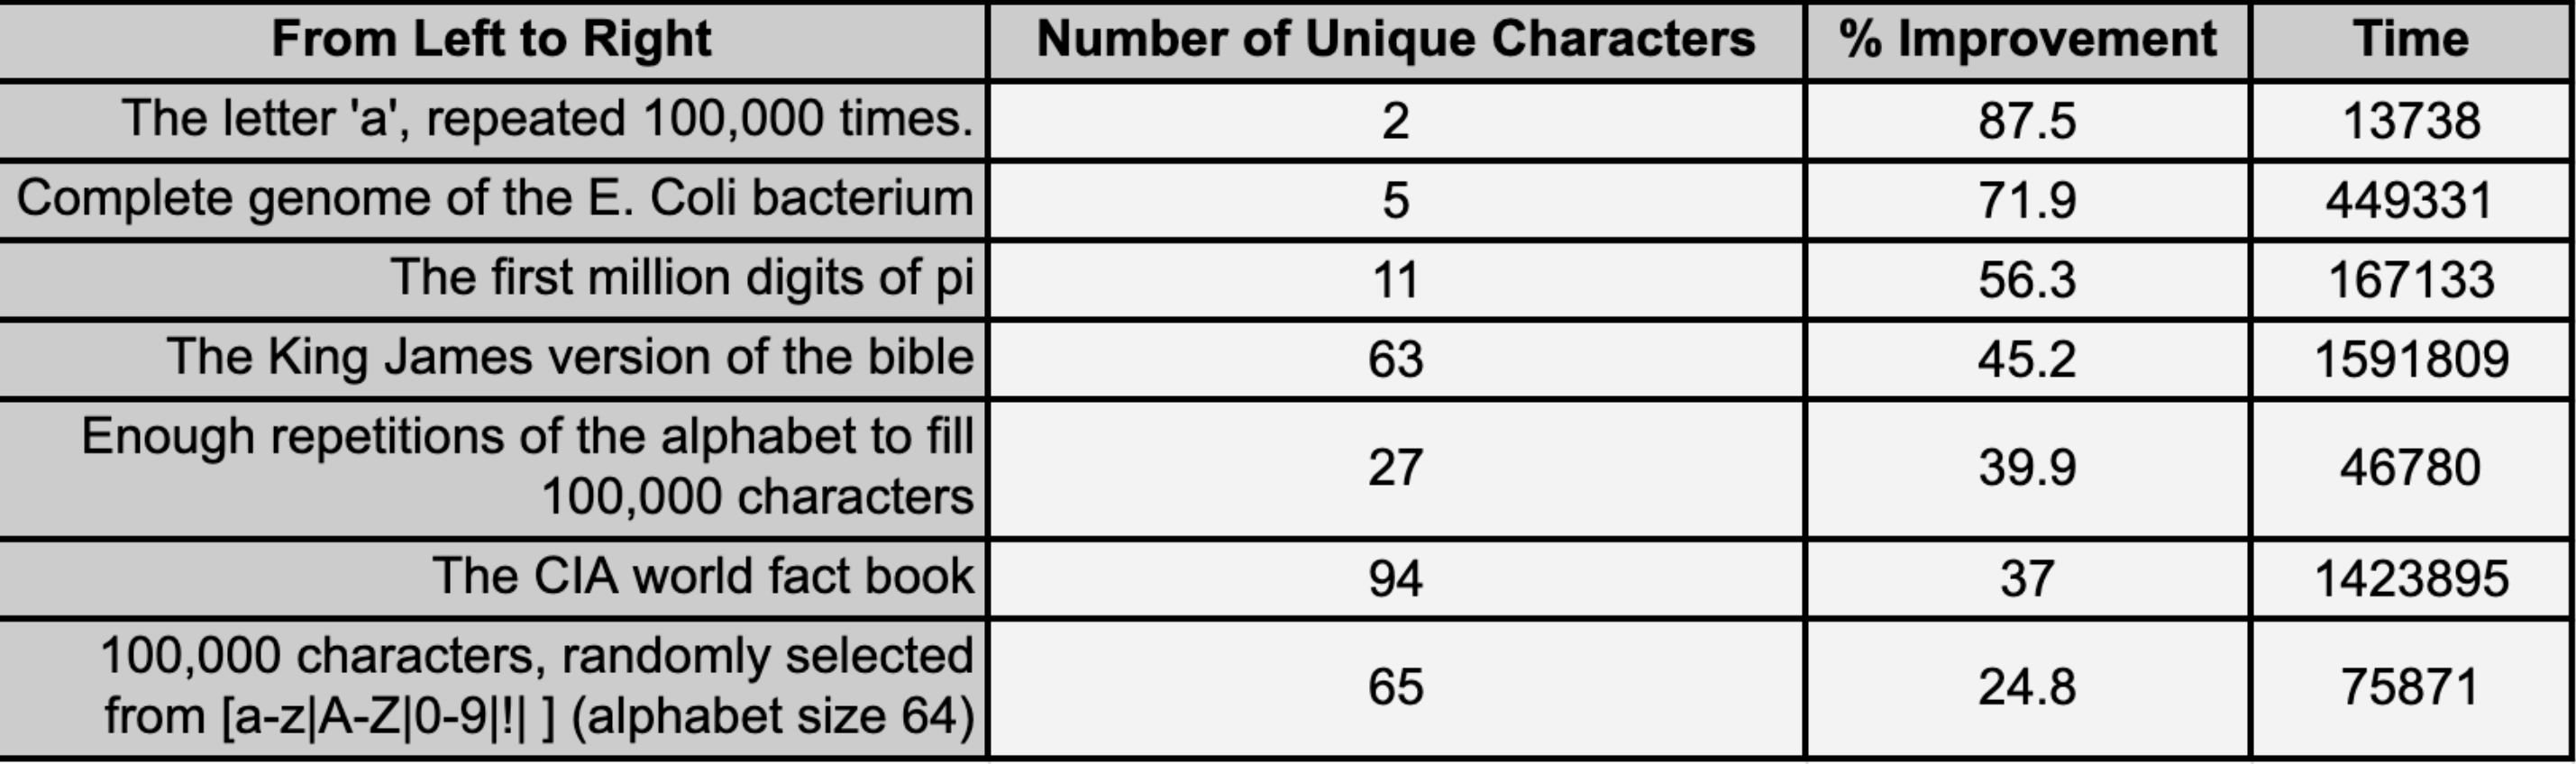 From Left to Right Number of Unique Characters % Improvement Time
The letter 'a', repeated 100,000 times. 2 87.5 13738
Complete genome of the E. Coli bacterium 5 71.9 449331
The first million digits of pi 11 56.3 167133
The King James version of the bible 63 45.2 1591809
Enough repetitions of the alphabet to fill
100,000 characters 27 39.9 46780
The CIA world fact book 94 37 1423895
100,000 characters, randomly selected
from [a-z|A-Z|0-9|!| ] (alphabet size 64) 65 24.8 75871